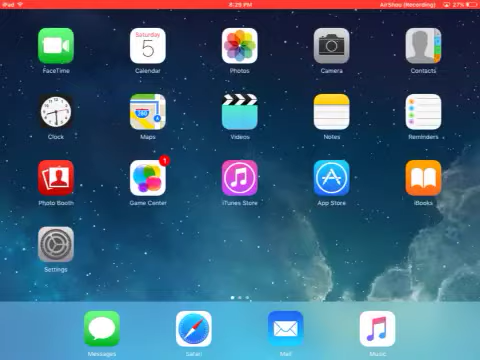 iPad 8:29 PM AirShou (Recording) 27%
FaceTime Saturday 5 Calendar Photos Camera Contacts
Clock 280 Maps Videos Notes Reminders
Photo Booth 1 Game Center iTunes Store App Store iBooks
Settings
Messages Safari Mail Music